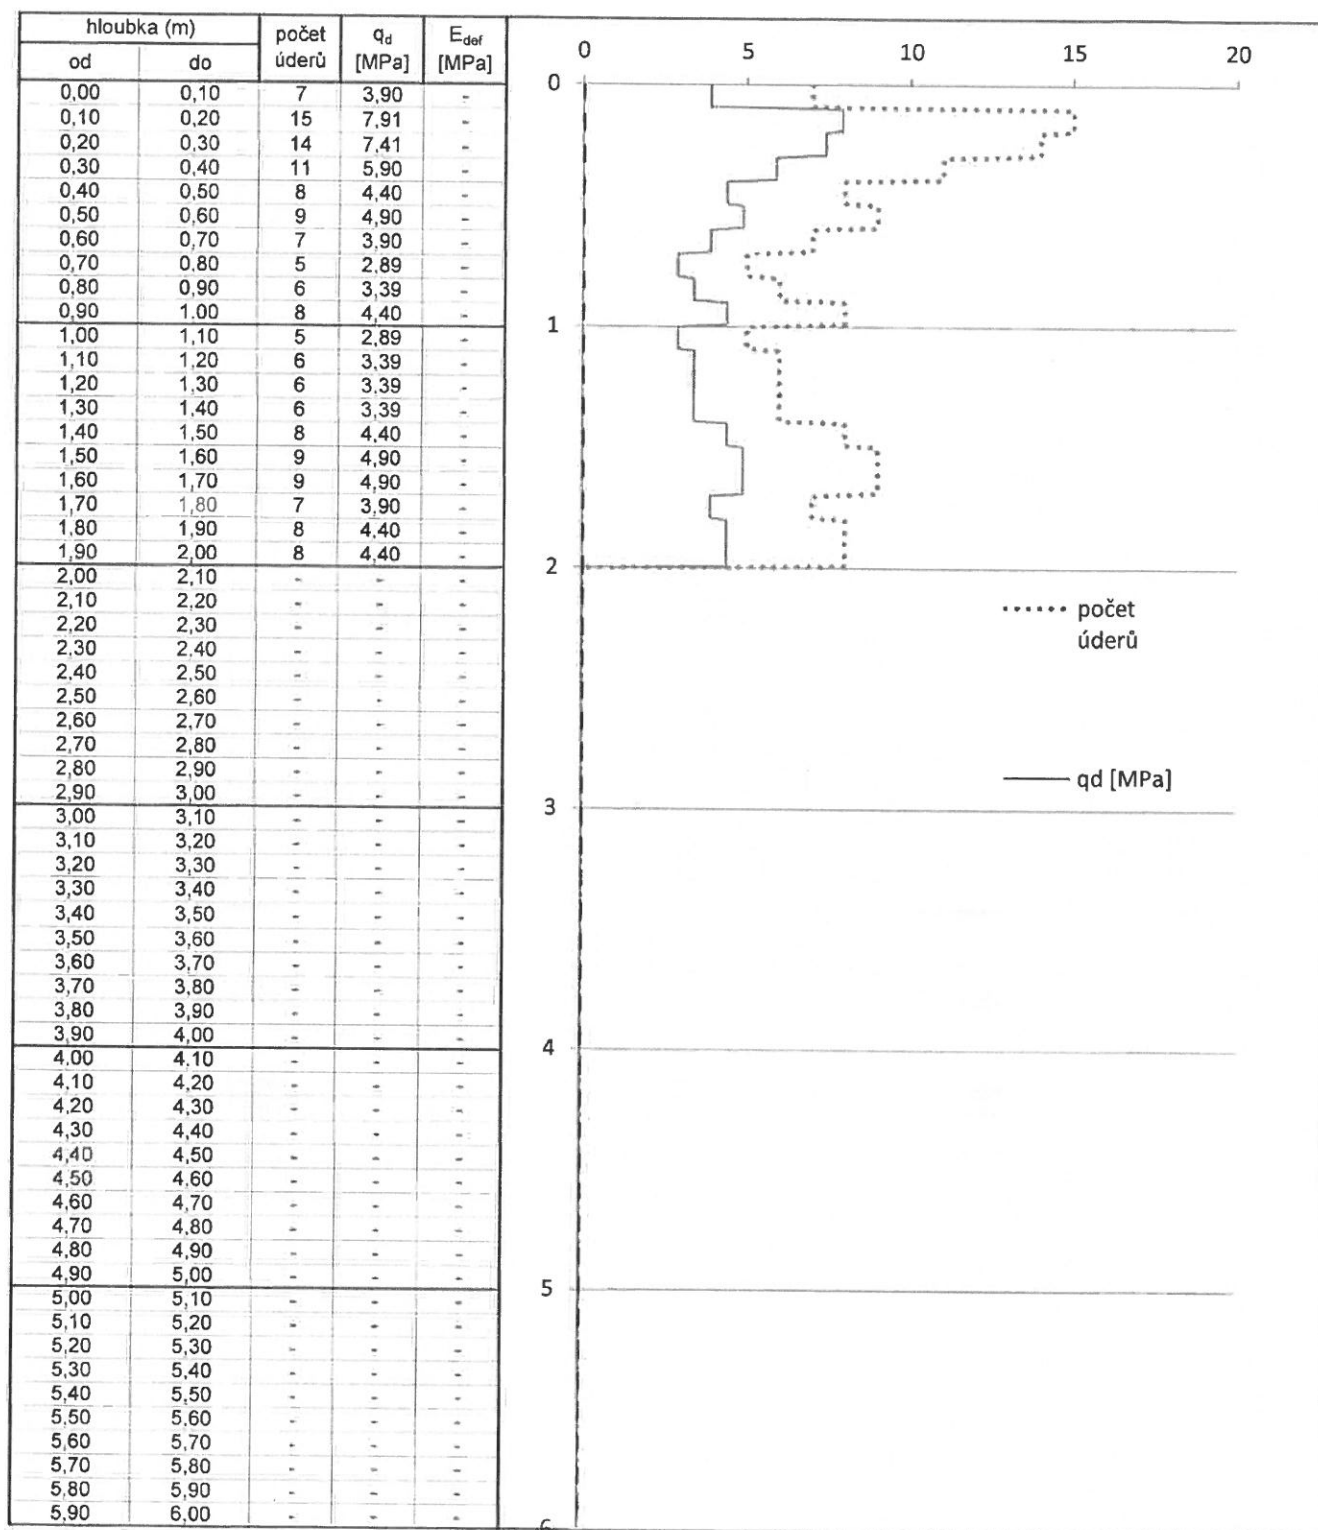 hloubka (m) počet úderů qd [MPa] Edef [MPa]
od do
0,00 0,10 7 3,90 -
0,10 0,20 15 7,91 -
0,20 0,30 14 7,41 -
0,30 0,40 11 5,90 -
0,40 0,50 8 4,40 -
0,50 0,60 9 4,90 -
0,60 0,70 7 3,90 -
0,70 0,80 5 2,89 -
0,80 0,90 6 3,39 -
0,90 1,00 8 4,40 -
1,00 1,10 5 2,89 -
1,10 1,20 6 3,39 -
1,20 1,30 6 3,39 -
1,30 1,40 6 3,39 -
1,40 1,50 8 4,40 -
1,50 1,60 9 4,90 -
1,60 1,70 9 4,90 -
1,70 1,80 7 3,90 -
1,80 1,90 8 4,40 -
1,90 2,00 8 4,40 -
2,00 2,10 - - -
2,10 2,20 - - -
2,20 2,30 - - -
2,30 2,40 - - -
2,40 2,50 - - -
2,50 2,60 - - -
2,60 2,70 - - -
2,70 2,80 - - -
2,80 2,90 - - -
2,90 3,00 - - -
3,00 3,10 - - -
3,10 3,20 - - -
3,20 3,30 - - -
3,30 3,40 - - -
3,40 3,50 - - -
3,50 3,60 - - -
3,60 3,70 - - -
3,70 3,80 - - -
3,80 3,90 - - -
3,90 4,00 - - -
4,00 4,10 - - -
4,10 4,20 - - -
4,20 4,30 - - -
4,30 4,40 - - -
4,40 4,50 - - -
4,50 4,60 - - -
4,60 4,70 - - -
4,70 4,80 - - -
4,80 4,90 - - -
4,90 5,00 - - -
5,00 5,10 - - -
5,10 5,20 - - -
5,20 5,30 - - -
5,30 5,40 - - -
5,40 5,50 - - -
5,50 5,60 - - -
5,60 5,70 - - -
5,70 5,80 - - -
5,80 5,90 - - -
5,90 6,00 - - -
0 5 10 15 20
0
1
2
počet
úderů
qd [MPa]
3
4
5
6